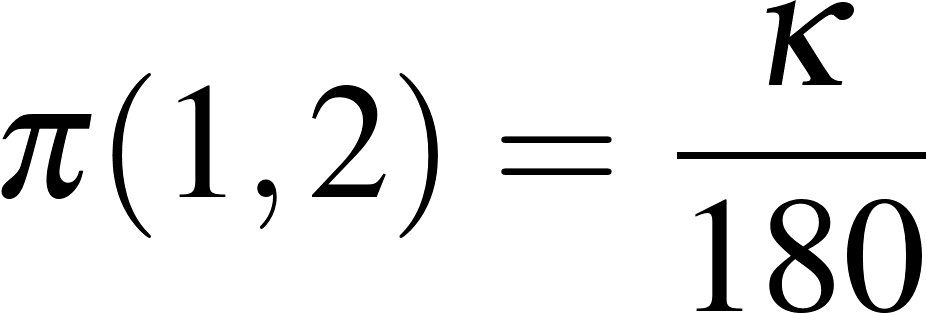 π(1,2) = κ/180